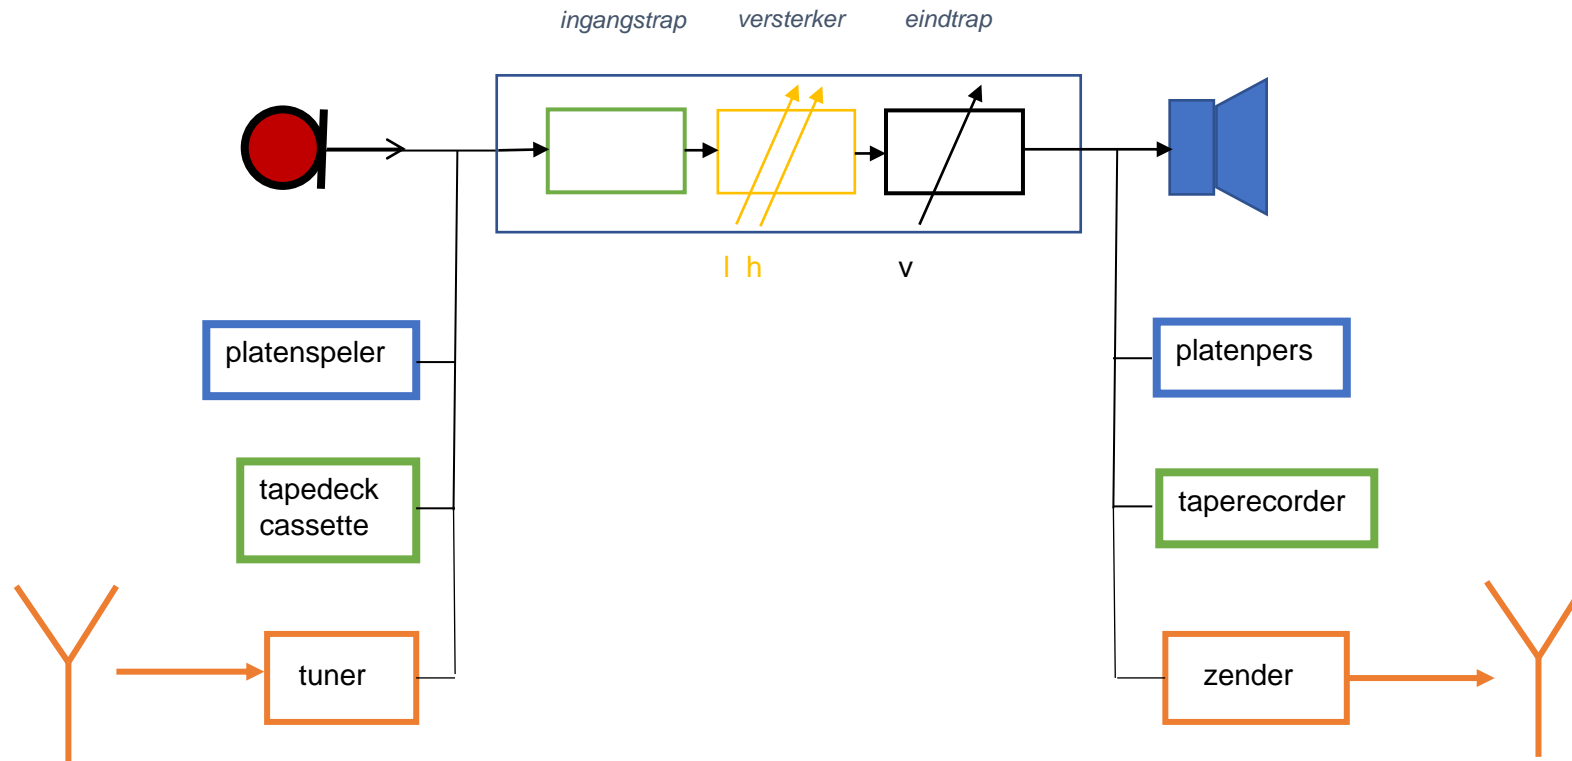 ingangstrap versterker eindtrap
l h v
platenspeler platenpers
tapedeck
cassette
taperecorder
tuner zender